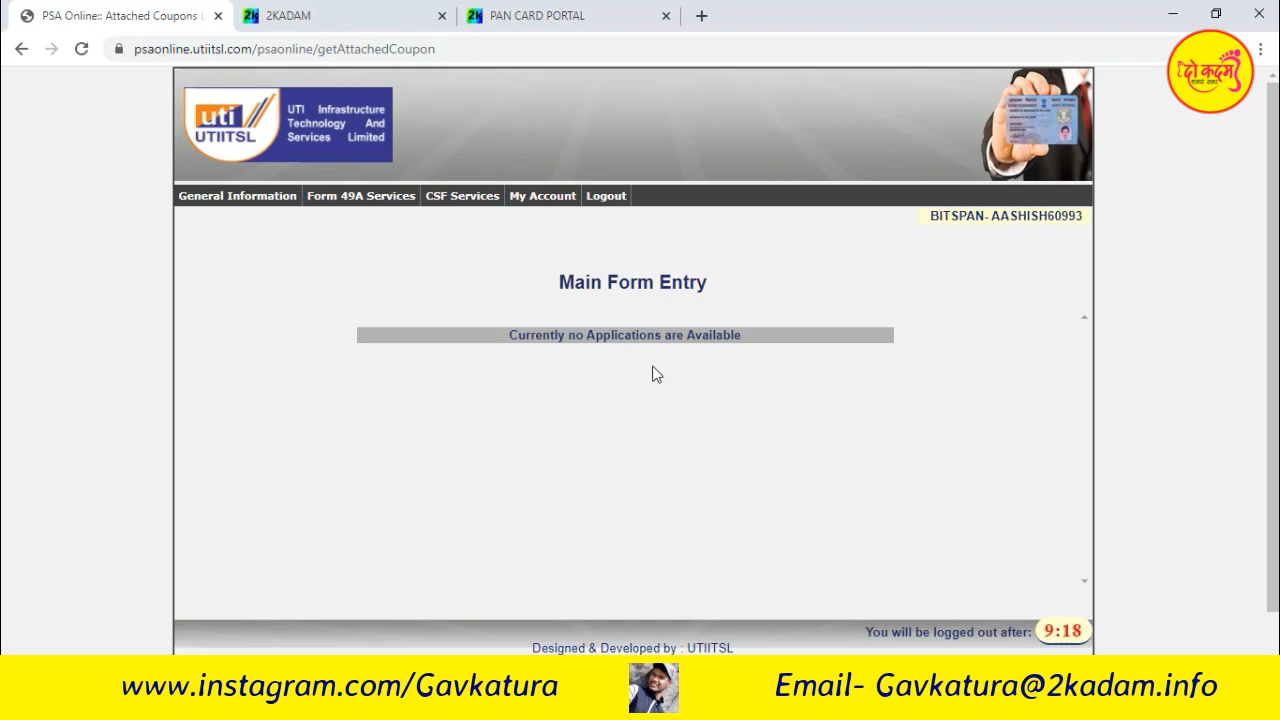 PSA Online:: Attached Coupons L
2KADAM
PAN CARD PORTAL
psaonline.utiitsl.com/psaonline/getAttachedCoupon
दो कदम
uti
UTIITSL
UTI Infrastructure
Technology And
Services Limited
General Information
Form 49A Services
CSF Services
My Account
Logout
BITSPAN- AASHISH60993
Main Form Entry
Currently no Applications are Available
You will be logged out after: 9:18
Designed & Developed by : UTIITSL
www.instagram.com/Gavkatura
Email- Gavkatura@2kadam.info